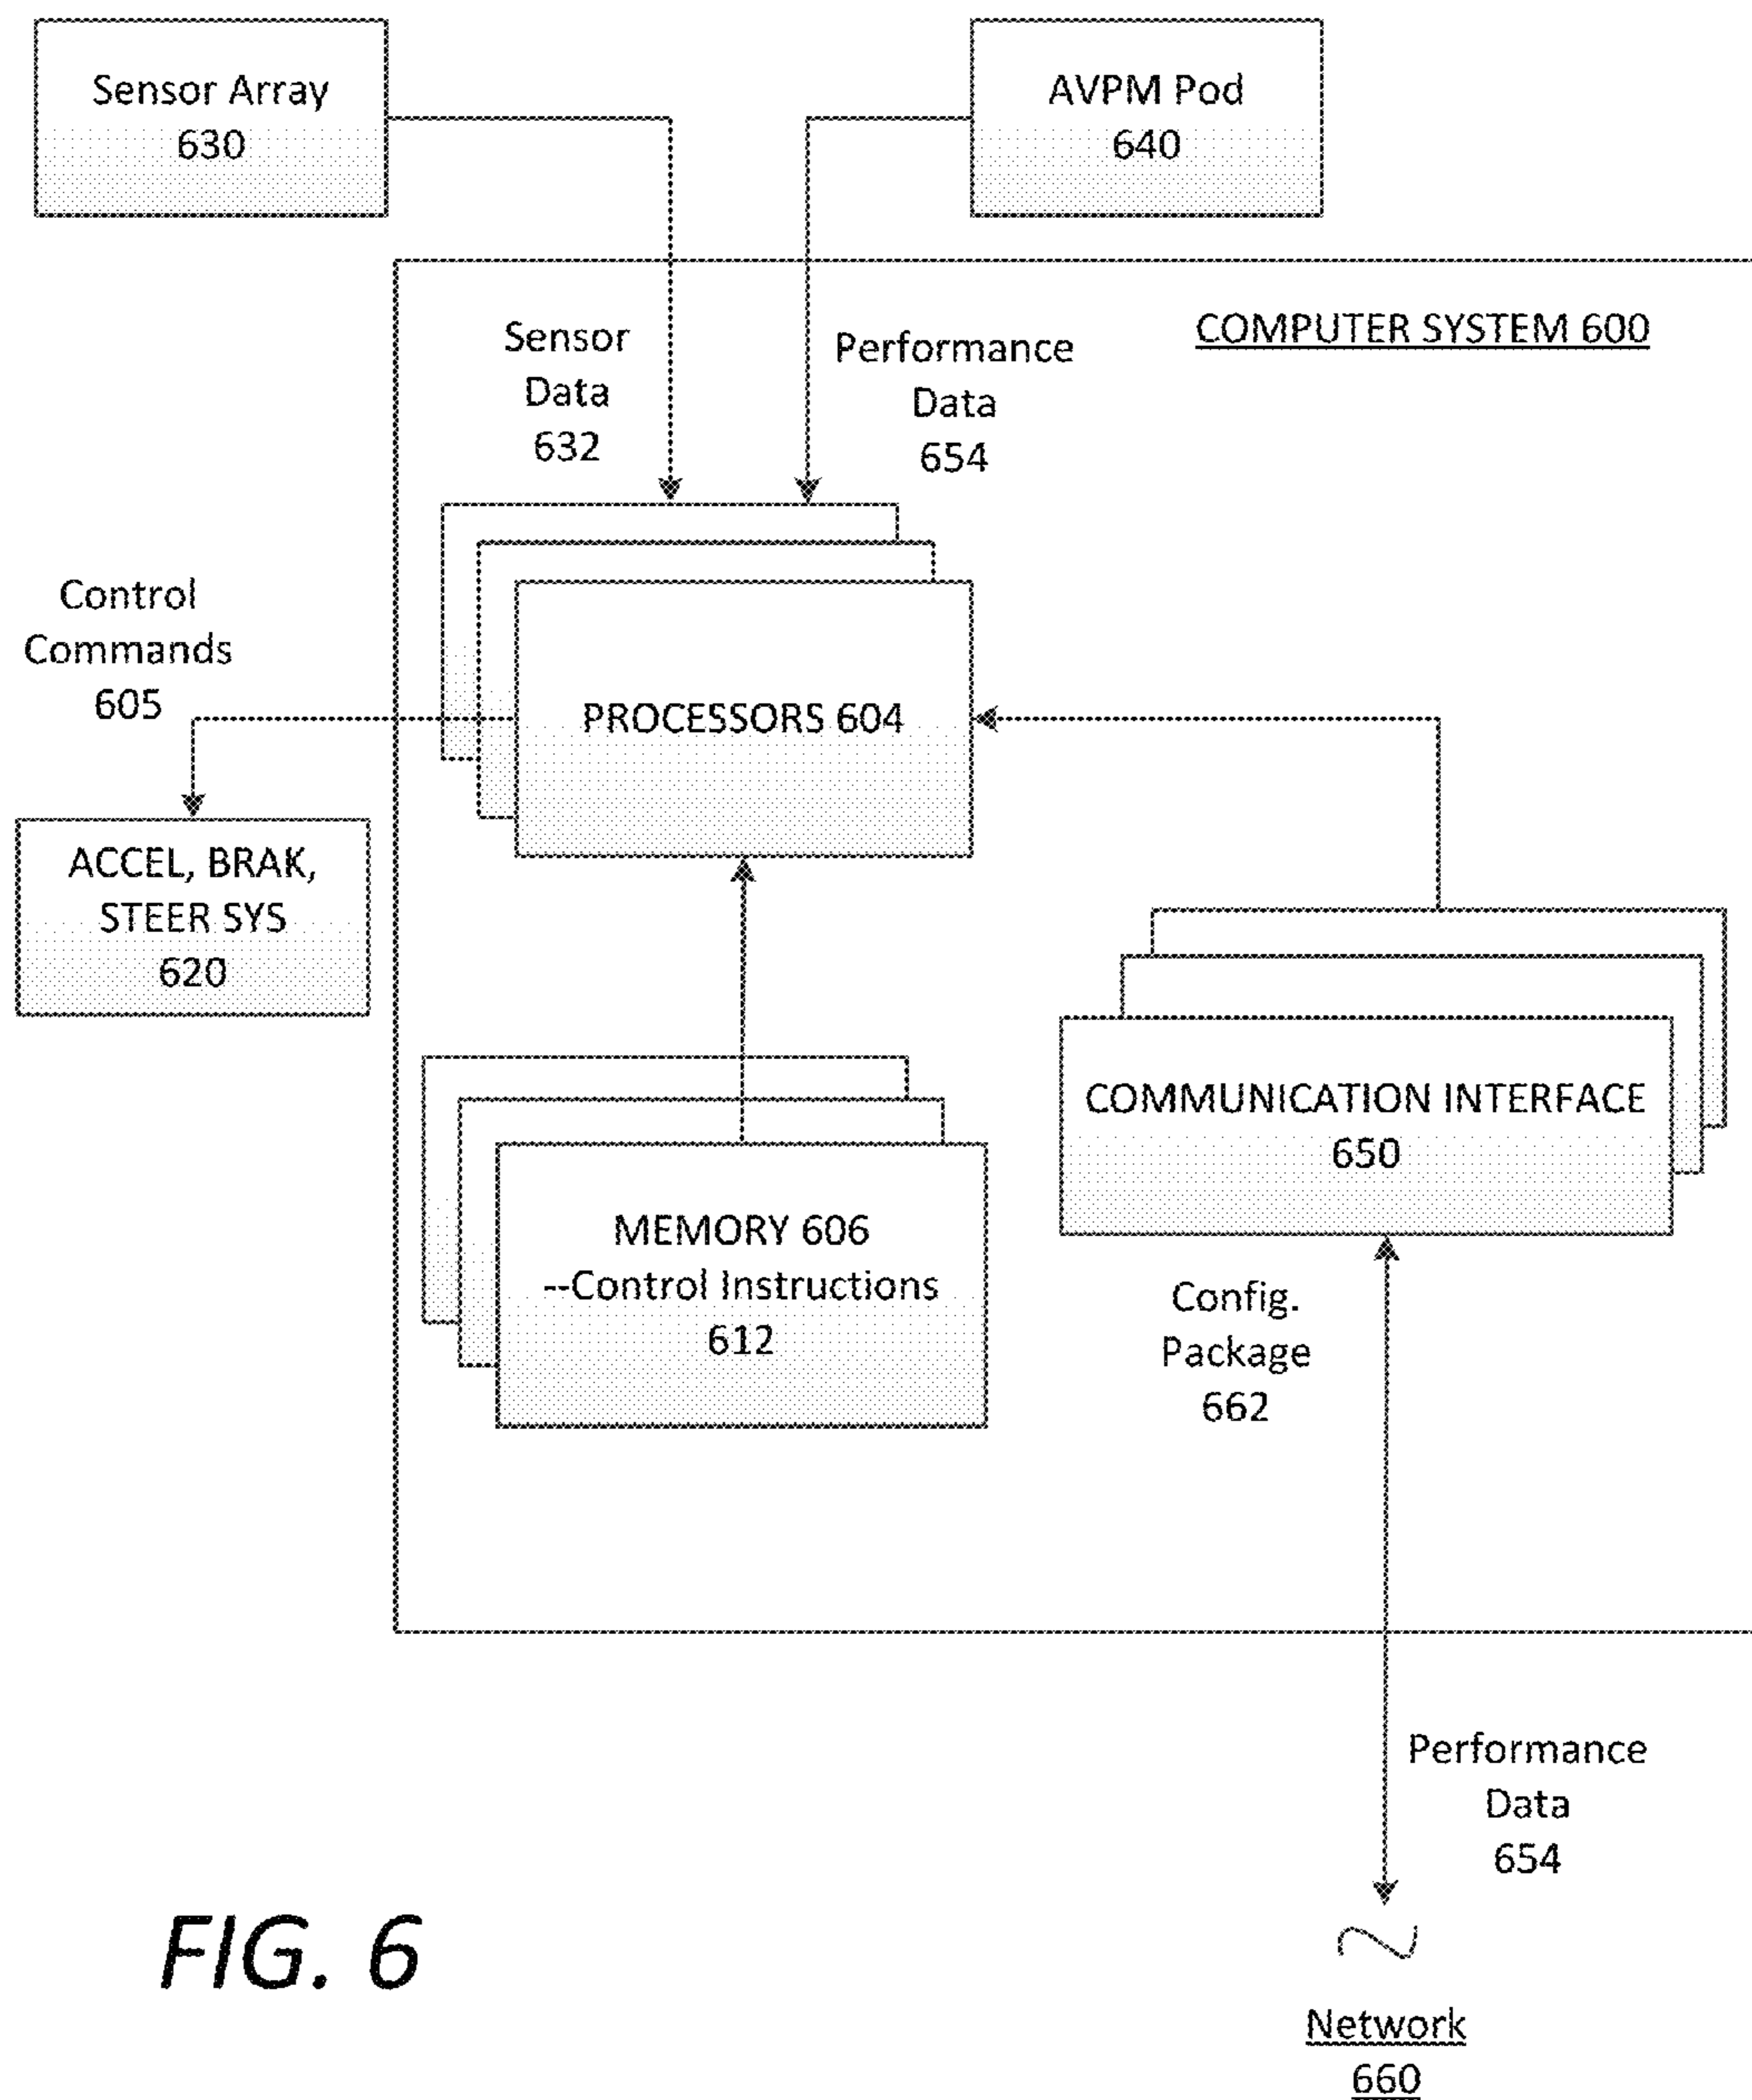 Sensor Array
630
AVPM Pod
640
COMPUTER SYSTEM 600
Sensor
Data
632
Performance
Data
654
Control
Commands
605
PROCESSORS 604
ACCEL, BRAK,
STEER SYS
620
COMMUNICATION INTERFACE
650
MEMORY 606
--Control Instructions
612
Config.
Package
662
Performance
Data
654
FIG. 6
Network
660